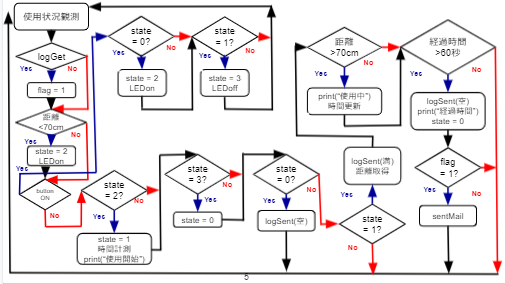 使用状況観測
logGet
Yes
No
flag = 1
距離
<70cm
Yes
No
state = 2
LEDon
button
ON
Yes
No
state
= 0?
Yes
No
state = 2
LEDon
state
= 1?
Yes
No
state = 3
LEDoff
state
= 2?
Yes
No
state = 1
時間計測
print("使用開始")
state
= 3?
Yes
No
state = 0
state
= 0?
Yes
No
logSent(空)
state
= 1?
Yes
No
logSent(満)
距離取得
距離
>70cm
Yes
No
print("使用中")
時間更新
経過時間
>60秒
Yes
No
logSent(空)
print("経過時間")
state = 0
flag
= 1?
Yes
No
sentMail
5